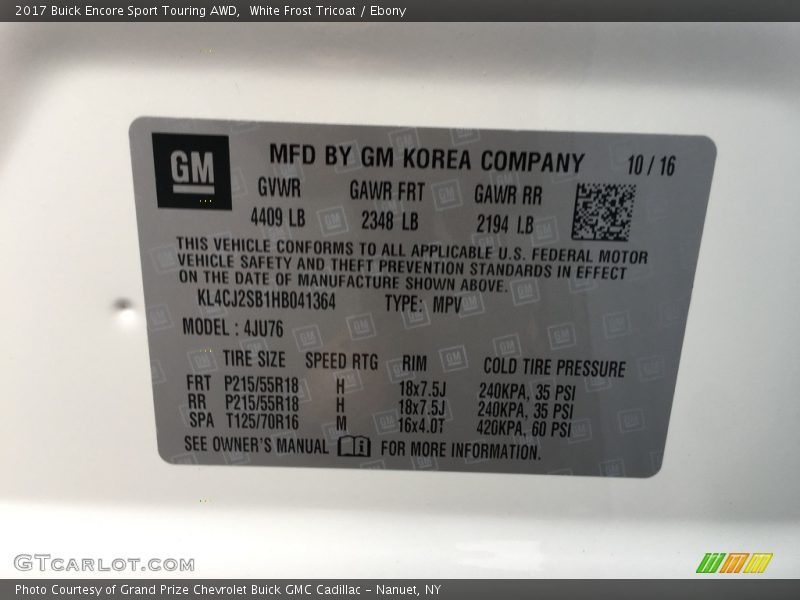 2017 Buick Encore Sport Touring AWD, White Frost Tricoat / Ebony
GM
MFD BY GM KOREA COMPANY 10 / 16
GVWR GAWR FRT GAWR RR
4409 LB 2348 LB 2194 LB
THIS VEHICLE CONFORMS TO ALL APPLICABLE U.S. FEDERAL MOTOR
VEHICLE SAFETY AND THEFT PREVENTION STANDARDS IN EFFECT
ON THE DATE OF MANUFACTURE SHOWN ABOVE.
KL4CJ2SB1HB041364 TYPE: MPV
MODEL : 4JU76
TIRE SIZE SPEED RTG RIM COLD TIRE PRESSURE
FRT P215/55R18 H 18x7.5J 240KPA, 35 PSI
RR P215/55R18 H 18x7.5J 240KPA, 35 PSI
SPA T125/70R16 M 16x4.0T 420KPA, 60 PSI
SEE OWNER'S MANUAL FOR MORE INFORMATION.
GTCARLOT.COM
Photo Courtesy of Grand Prize Chevrolet Buick GMC Cadillac - Nanuet, NY